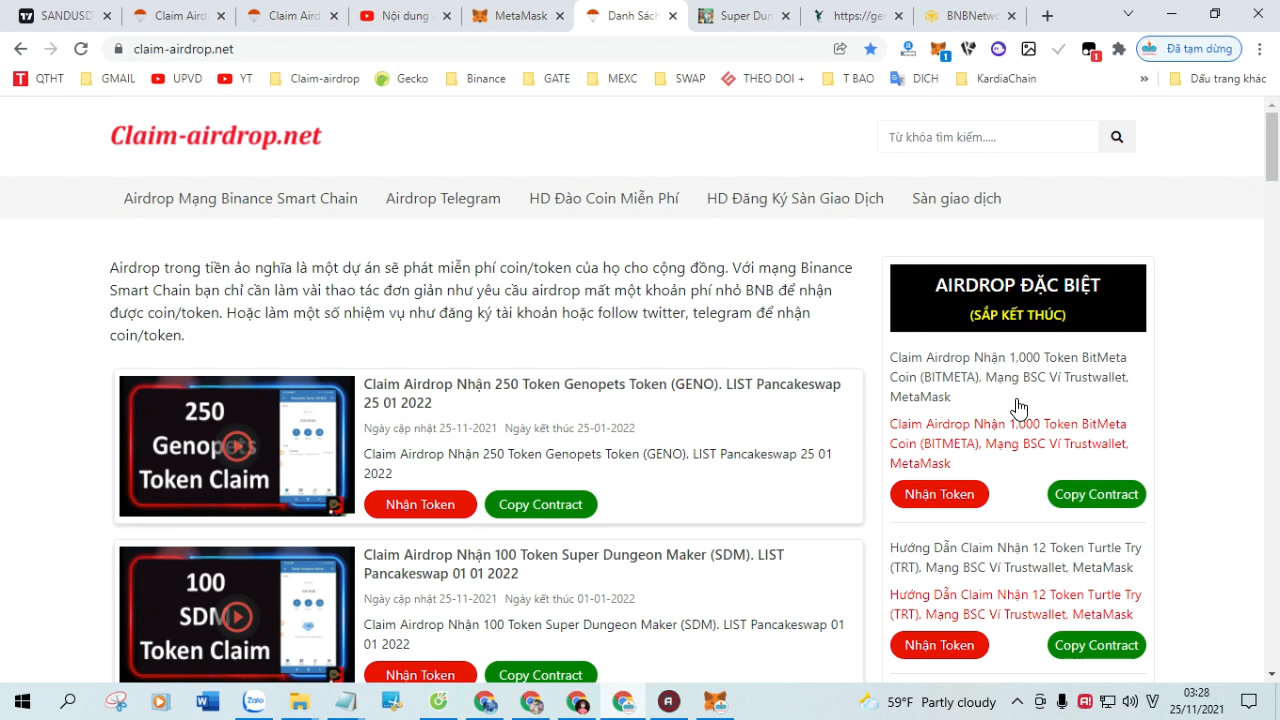 SANDUSD
Claim Aird
Claim Aird
Nội dung
MetaMask
Danh Sách
Super Dun
https://ge
BNBNetwo
claim-airdrop.net
1
1
Đã tạm dừng
QTHT
GMAIL
UPVD
YT
Claim-airdrop
Gecko
Binance
GATE
MEXC
SWAP
THEO DOI +
T BAO
DICH
KardiaChain
»
Dấu trang khác
Claim-airdrop.net
Từ khóa tìm kiếm.....
Airdrop Mạng Binance Smart Chain
Airdrop Telegram
HD Đào Coin Miễn Phí
HD Đăng Ký Sàn Giao Dịch
Sàn giao dịch
Airdrop trong tiền ảo nghĩa là một dự án sẽ phát miễn phí coin/token của họ cho cộng đồng. Với mạng Binance
Smart Chain bạn chỉ cần làm vài thao tác đơn giản như yêu cầu airdrop mất một khoản phí nhỏ BNB để nhận
được coin/token. Hoặc làm một số nhiệm vụ như đăng ký tài khoản hoặc follow twitter, telegram để nhận
coin/token.
250
Genopets
Token Claim
Claim Airdrop Nhận 250 Token Genopets Token (GENO). LIST Pancakeswap
25 01 2022
Ngày cập nhật 25-11-2021 Ngày kết thúc 25-01-2022
Claim Airdrop Nhận 250 Token Genopets Token (GENO). LIST Pancakeswap 25 01
2022
Nhận Token
Copy Contract
100
SDM
Token Claim
Claim Airdrop Nhận 100 Token Super Dungeon Maker (SDM). LIST
Pancakeswap 01 01 2022
Ngày cập nhật 25-11-2021 Ngày kết thúc 01-01-2022
Claim Airdrop Nhận 100 Token Super Dungeon Maker (SDM). LIST Pancakeswap 01
01 2022
Nhận Token
Copy Contract
AIRDROP ĐẶC BIỆT
(SẮP KẾT THÚC)
Claim Airdrop Nhận 1,000 Token BitMeta
Coin (BITMETA), Mạng BSC Ví Trustwallet,
MetaMask
Claim Airdrop Nhận 1,000 Token BitMeta
Coin (BITMETA), Mạng BSC Ví Trustwallet,
MetaMask
Nhận Token
Copy Contract
Hướng Dẫn Claim Nhận 12 Token Turtle Try
(TRT), Mạng BSC Ví Trustwallet, MetaMask
Hướng Dẫn Claim Nhận 12 Token Turtle Try
(TRT), Mạng BSC Ví Trustwallet, MetaMask
Nhận Token
Copy Contract
Zalo
59°F Partly cloudy
03:28
25/11/2021